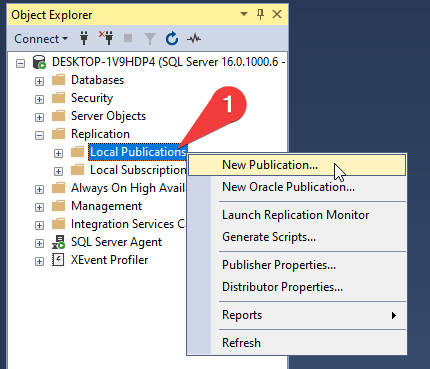 Object Explorer
Connect
DESKTOP-1V9HDP4 (SQL Server 16.0.1000.6 -
Databases
Security
Server Objects
Replication
1
Local Publications
Local Subscription
Always On High Avail
Management
Integration Services C
SQL Server Agent
XEvent Profiler
New Publication...
New Oracle Publication...
Launch Replication Monitor
Generate Scripts...
Publisher Properties...
Distributor Properties...
Reports
Refresh